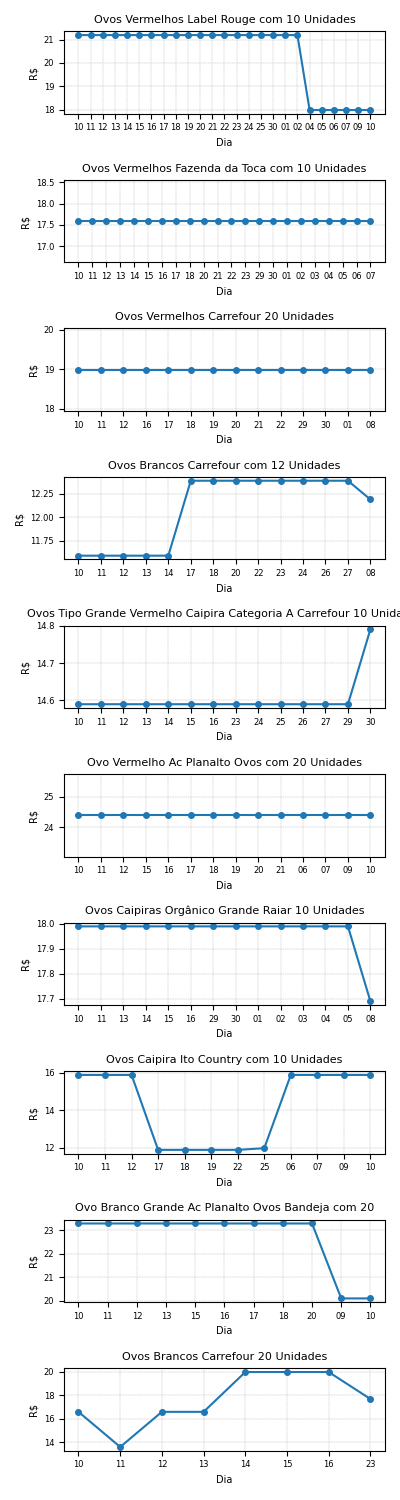 Ovos Vermelhos Label Rouge com 10 Unidades
21
20
19
18
R$
10 11 12 13 14 15 16 17 18 19 20 21 22 23 24 25 30 01 02 04 05 06 07 09 10
Dia
Ovos Vermelhos Fazenda da Toca com 10 Unidades
18.5
18.0
17.5
17.0
R$
10 11 12 13 14 15 16 17 18 19 20 21 22 23 29 30 01 02 03 04 05 06 07
Dia
Ovos Vermelhos Carrefour 20 Unidades
20
19
18
R$
10 11 12 16 17 18 19 20 21 22 29 30 01 08
Dia
Ovos Brancos Carrefour com 12 Unidades
12.25
12.00
11.75
R$
10 11 12 13 14 17 18 20 22 23 24 26 27 08
Dia
Ovos Tipo Grande Vermelho Caipira Categoria A Carrefour 10 Unida
14.8
14.7
14.6
R$
10 11 12 13 14 15 16 23 24 25 26 27 29 30
Dia
Ovo Vermelho Ac Planalto Ovos com 20 Unidades
25
24
R$
10 11 12 15 16 17 18 19 20 21 06 07 09 10
Dia
Ovos Caipiras Orgânico Grande Raiar 10 Unidades
18.0
17.9
17.8
17.7
R$
10 11 13 14 15 16 29 30 01 02 03 04 05 08
Dia
Ovos Caipira Ito Country com 10 Unidades
16
14
12
R$
10 11 12 17 18 19 22 25 06 07 09 10
Dia
Ovo Branco Grande Ac Planalto Ovos Bandeja com 20
23
22
21
20
R$
10 11 12 13 15 16 17 18 20 09 10
Dia
Ovos Brancos Carrefour 20 Unidades
20
18
16
14
R$
10 11 12 13 14 15 16 23
Dia